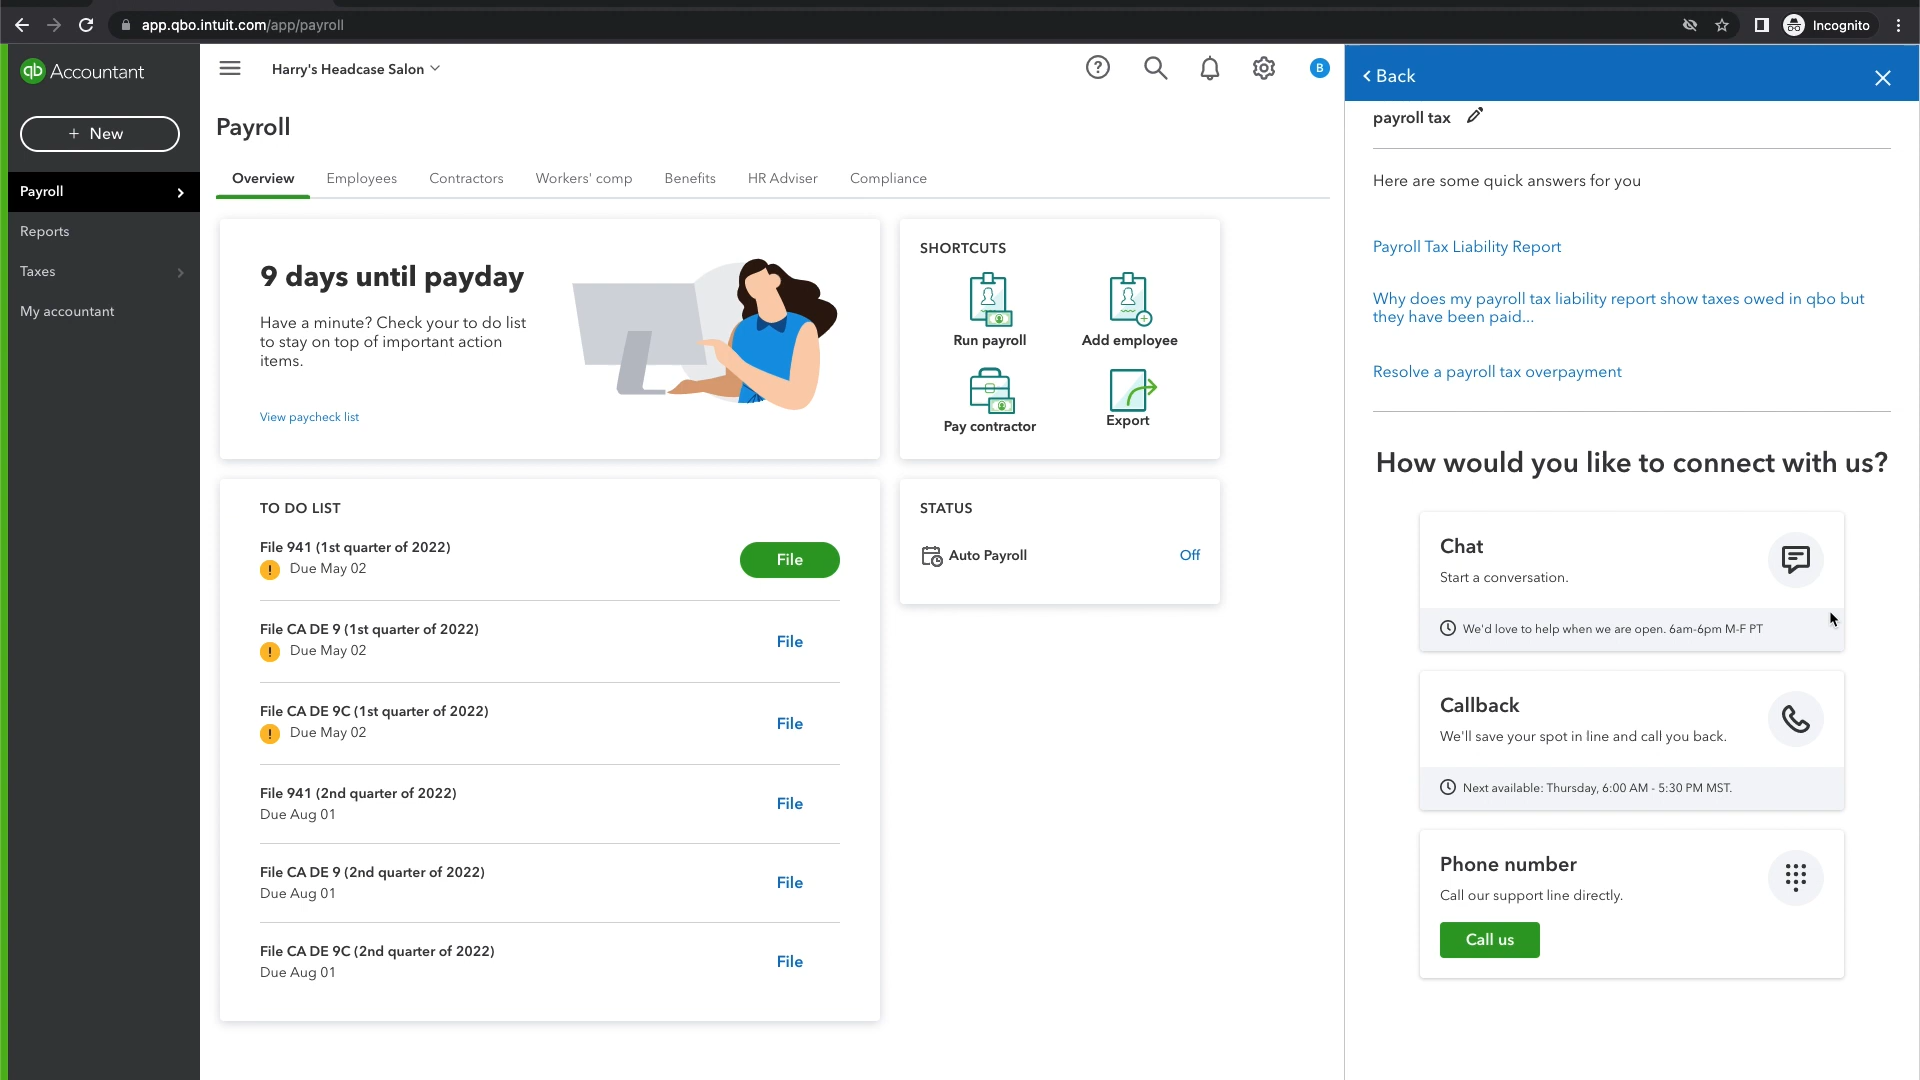 app.qbo.intuit.com/app/payroll
Incognito
qb Accountant
+ New
Payroll
Reports
Taxes
My accountant
Harry's Headcase Salon
B
Payroll
Overview
Employees
Contractors
Workers' comp
Benefits
HR Adviser
Compliance
9 days until payday
Have a minute? Check your to do list
to stay on top of important action
items.
View paycheck list
SHORTCUTS
Run payroll
Add employee
Pay contractor
Export
TO DO LIST
File 941 (1st quarter of 2022)
Due May 02
File
File CA DE 9 (1st quarter of 2022)
Due May 02
File
File CA DE 9C (1st quarter of 2022)
Due May 02
File
File 941 (2nd quarter of 2022)
Due Aug 01
File
File CA DE 9 (2nd quarter of 2022)
Due Aug 01
File
File CA DE 9C (2nd quarter of 2022)
Due Aug 01
File
STATUS
Auto Payroll
Off
Back
payroll tax
Here are some quick answers for you
Payroll Tax Liability Report
Why does my payroll tax liability report show taxes owed in qbo but
they have been paid...
Resolve a payroll tax overpayment
How would you like to connect with us?
Chat
Start a conversation.
We'd love to help when we are open. 6am-6pm M-F PT
Callback
We'll save your spot in line and call you back.
Next available: Thursday, 6:00 AM - 5:30 PM MST.
Phone number
Call our support line directly.
Call us